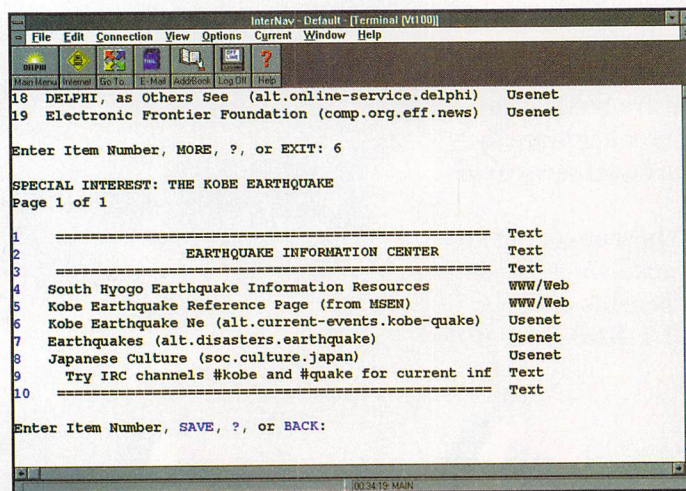 InterNav - Default - [Terminal (Vt100)]
File Edit Connection View Options Current Window Help
DELPHI
OFF LINE
Main Menu Internet Go To... E-Mail Addr/Book Log Off Help
18 DELPHI, as Others See (alt.online-service.delphi) Usenet
19 Electronic Frontier Foundation (comp.org.eff.news) Usenet
Enter Item Number, MORE, ?, or EXIT: 6
SPECIAL INTEREST: THE KOBE EARTHQUAKE
Page 1 of 1
1 ================================================== Text
2 EARTHQUAKE INFORMATION CENTER Text
3 ================================================== Text
4 South Hyogo Earthquake Information Resources WWW/Web
5 Kobe Earthquake Reference Page (from MSEN) WWW/Web
6 Kobe Earthquake Ne (alt.current-events.kobe-quake) Usenet
7 Earthquakes (alt.disasters.earthquake) Usenet
8 Japanese Culture (soc.culture.japan) Usenet
9 Try IRC channels #kobe and #quake for current inf Text
10 ================================================== Text
Enter Item Number, SAVE, ?, or BACK:
00:34:19 MAIN